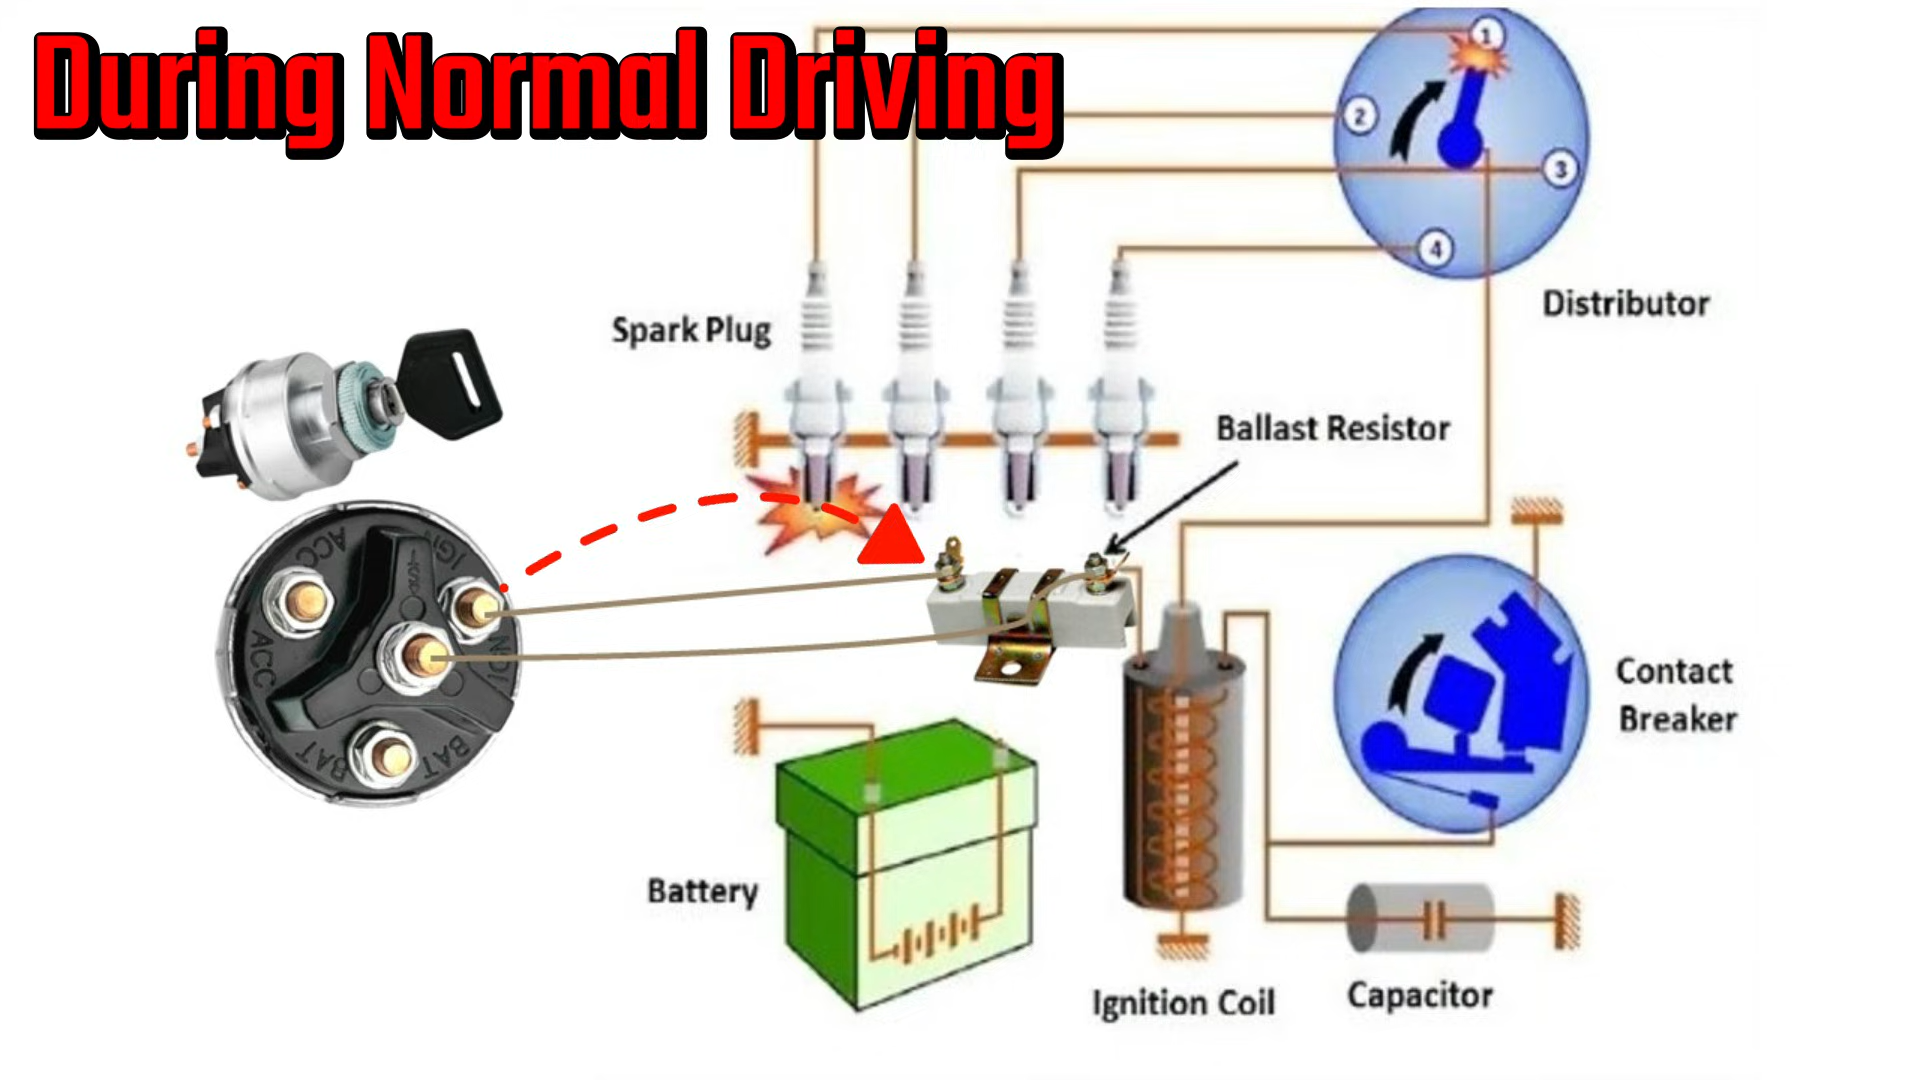 During Normal Driving
1
2
3
4
Distributor
Spark Plug
Ballast Resistor
ACC
ACC
IGN
IGN
BAT
BAT
Contact
Breaker
Battery
Ignition Coil
Capacitor